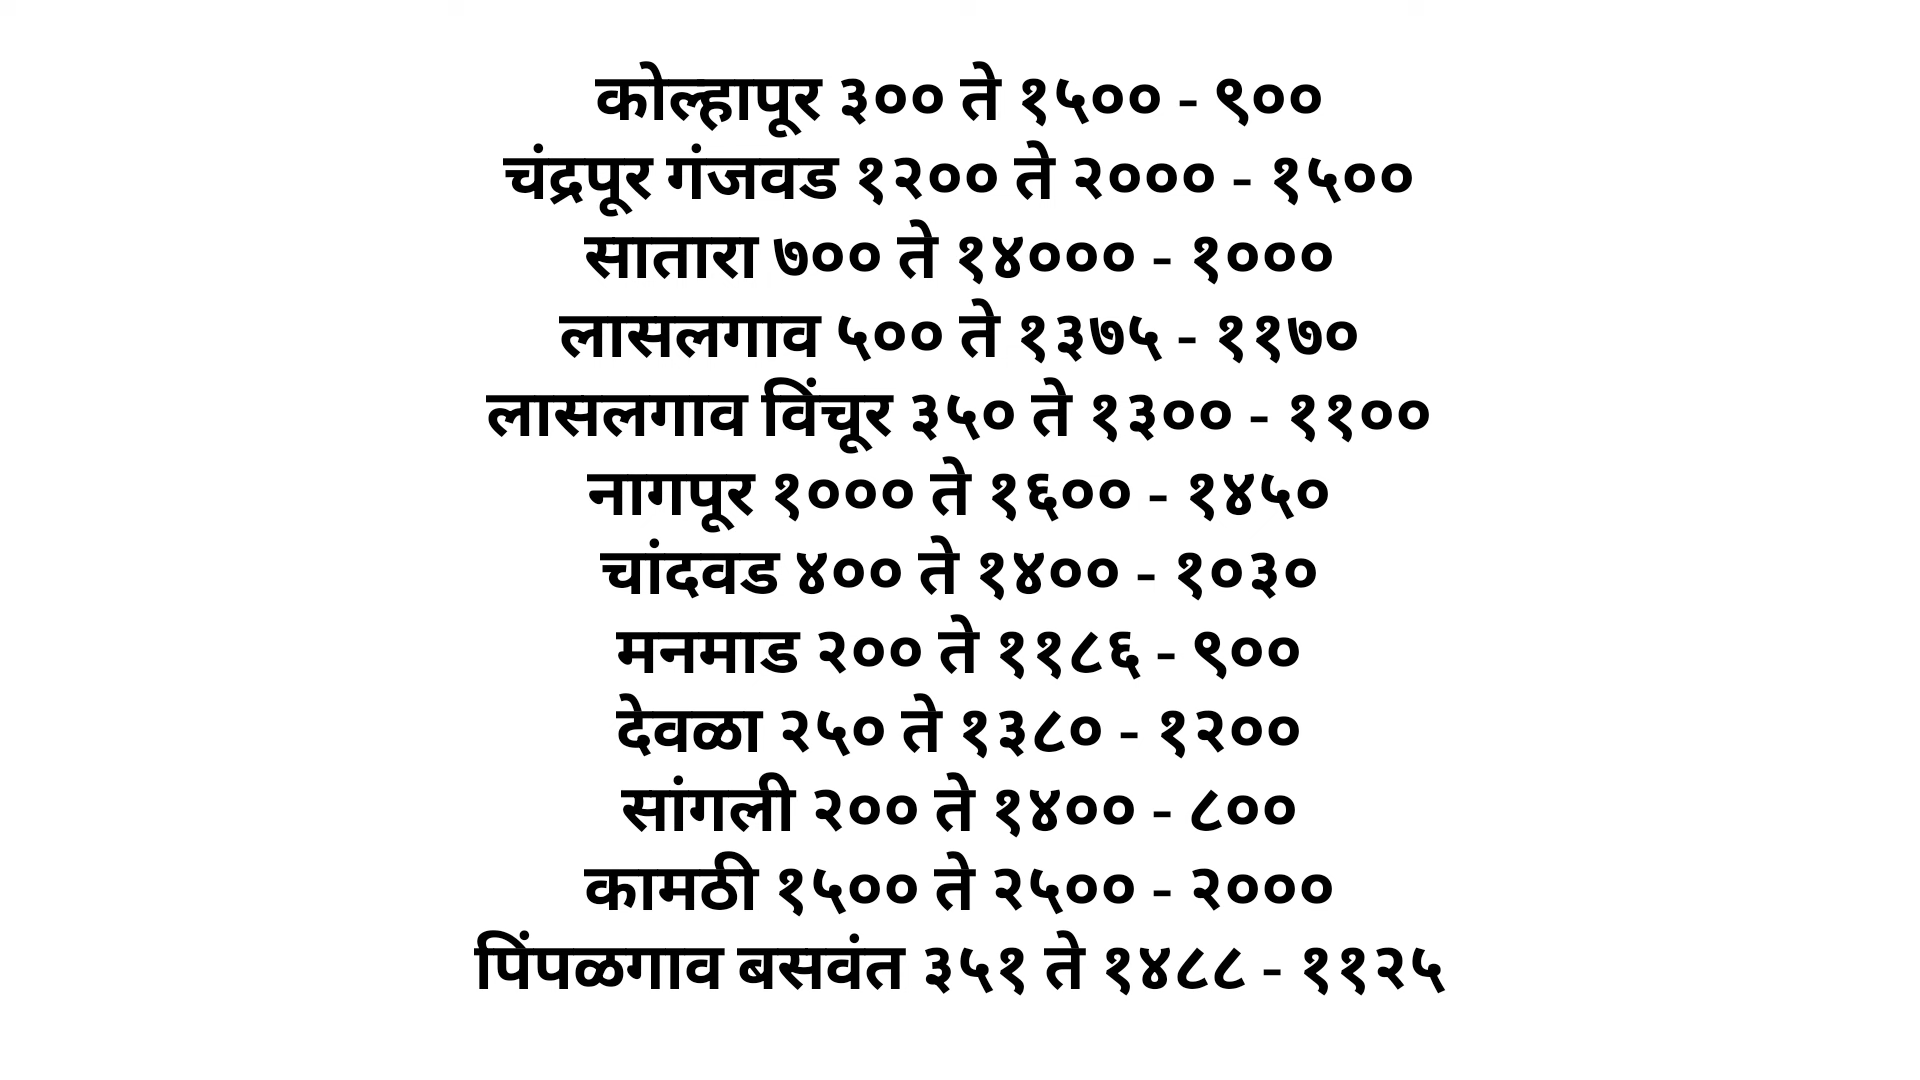 कोल्हापूर ३०० ते १५०० - ९००
चंद्रपूर गंजवड १२०० ते २००० - १५००
सातारा ७०० ते १४००० - १०००
लासलगाव ५०० ते १३७५ - ११७०
लासलगाव विंचूर ३५० ते १३०० - ११००
नागपूर १००० ते १६०० - १४५०
चांदवड ४०० ते १४०० - १०३०
मनमाड २०० ते ११८६ - ९००
देवळा २५० ते १३८० - १२००
सांगली २०० ते १४०० - ८००
कामठी १५०० ते २५०० - २०००
पिंपळगाव बसवंत ३५१ ते १४८८ - ११२५